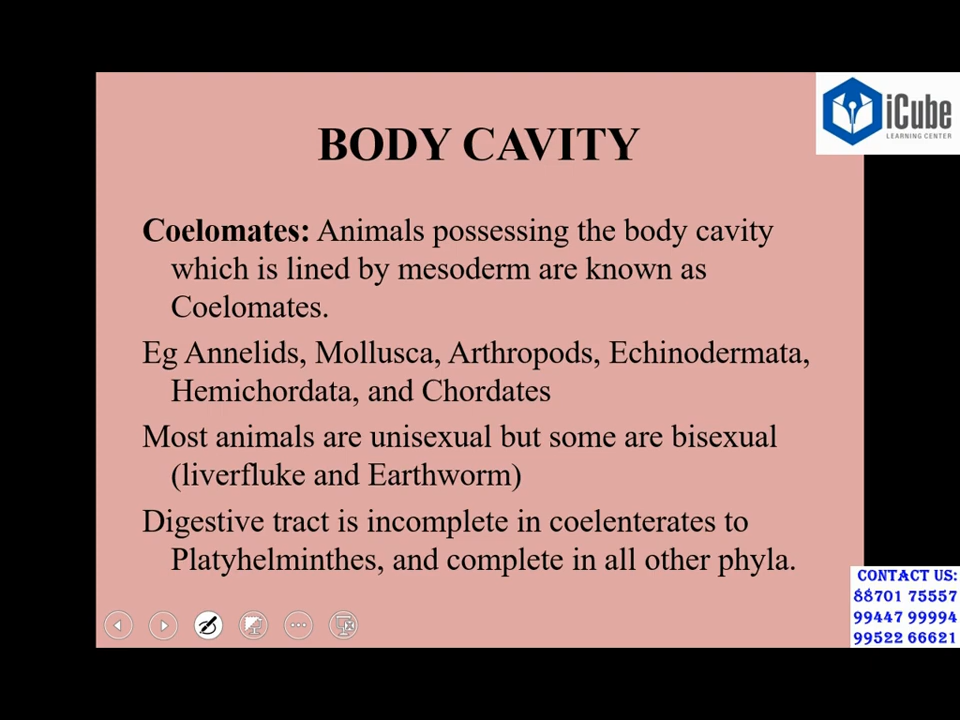 iCube
LEARNING CENTER
BODY CAVITY
Coelomates: Animals possessing the body cavity
which is lined by mesoderm are known as
Coelomates.
Eg Annelids, Mollusca, Arthropods, Echinodermata,
Hemichordata, and Chordates
Most animals are unisexual but some are bisexual
(liverfluke and Earthworm)
Digestive tract is incomplete in coelenterates to
Platyhelminthes, and complete in all other phyla.
CONTACT US:
88701 75557
99447 99994
99522 66621